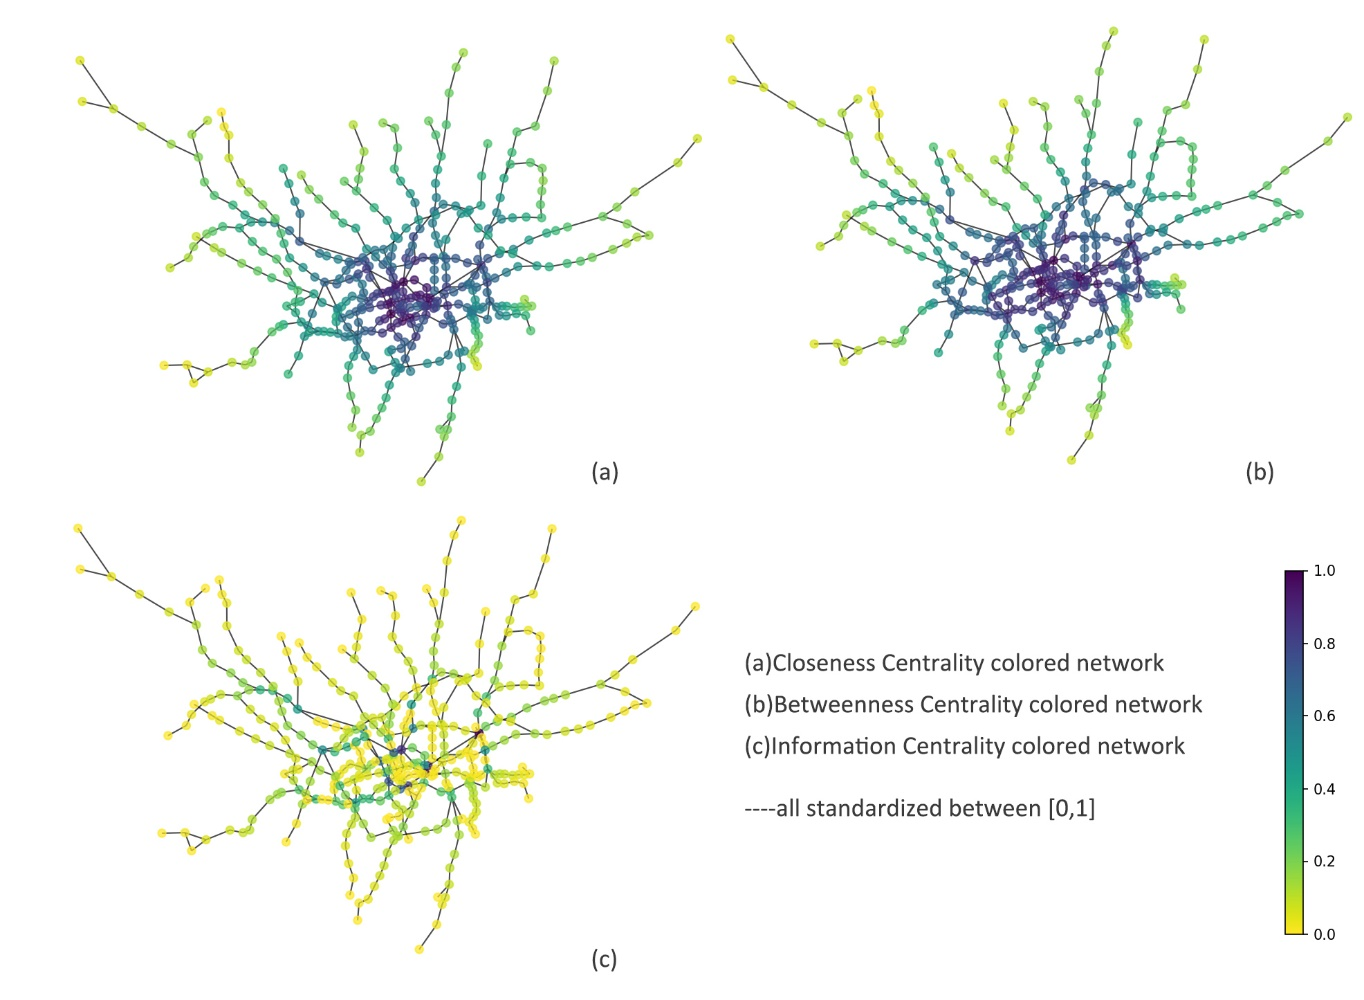 (a)
(b)
(c)
(a)Closeness Centrality colored network
(b)Betweenness Centrality colored network
(c)Information Centrality colored network
----all standardized between [0,1]
1.0
0.8
0.6
0.4
0.2
0.0